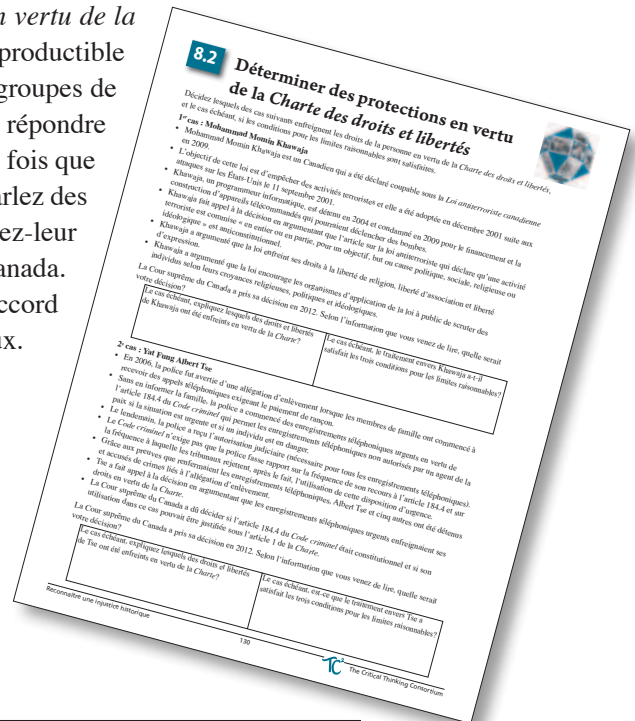 n vertu de la
productible
groupes de
répondre
fois que
arlez des
ez-leur
anada.
accord
ux.
8.2
Déterminer des protections en vertu
de la Charte des droits et libertés
Décidez lesquels des cas suivants enfreignent les droits de la personne en vertu de la Charte des droits et libertés,
et le cas échéant, si les conditions pour les limites raisonnables sont satisfaites.
1er cas : Mohammad Momin Khawaja
• Mohammad Momin Khawaja est un Canadien qui a été déclaré coupable sous la Loi antiterroriste canadienne
en 2009.
• L'objectif de cette loi est d'empêcher des activités terroristes et elle a été adoptée en décembre 2001 suite aux
attaques sur les États-Unis le 11 septembre 2001.
• Khawaja, un programmeur informatique, est détenu en 2004 et condamné en 2009 pour le financement et la
construction d'appareils télécommandés qui pourraient déclencher des bombes.
• Khawaja fait appel à la décision en argumentant que l'article sur la loi antiterroriste qui déclare qu'une activité
terroriste est commise « en entier ou en partie, pour un objectif, but ou cause politique, sociale, religieuse ou
idéologique » est anticonstitutionnel.
• Khawaja a argumenté que la loi enfreint ses droits à la liberté de religion, liberté d'association et liberté
d'expression.
• Khawaja a argumenté que la loi encourage les organismes d'application de la loi à public de scruter des
individus selon leurs croyances religieuses, politiques et idéologiques.
La Cour suprême du Canada a pris sa décision en 2012. Selon l'information que vous venez de lire, quelle serait
votre décision?
Le cas échéant, expliquez lesquels des droits et libertés
de Khawaja ont été enfreints en vertu de la Charte?
Le cas échéant, le traitement envers Khawaja a-t-il
satisfait les trois conditions pour les limites raisonnables?
2e cas : Yat Fung Albert Tse
• En 2006, la police fut avertie d'une allégation d'enlèvement lorsque les membres de famille ont commencé à
recevoir des appels téléphoniques exigeant le paiement de rançon.
• Sans en informer la famille, la police a commencé des enregistrements téléphoniques urgents en vertu de
l'article 184.4 du Code criminel qui permet les enregistrements téléphoniques non autorisés par un agent de la
paix si la situation est urgente et si un individu est en danger.
• Le lendemain, la police a reçu l'autorisation judiciaire (nécessaire pour tous les enregistrements téléphoniques).
• Le Code criminel n'exige pas que la police fasse rapport sur la fréquence de son recours à l'article 184.4 et sur
la fréquence à laquelle les tribunaux rejettent, après le fait, l'utilisation de cette disposition d'urgence.
• Grâce aux preuves que renfermaient les enregistrements téléphoniques, Albert Tse et cinq autres ont été détenus
et accusés de crimes liés à l'allégation d'enlèvement.
• Tse a fait appel à la décision en argumentant que les enregistrements téléphoniques urgents enfreignaient ses
droits en vertu de la Charte.
• La Cour suprême du Canada a dû décider si l'article 184.4 du Code criminel était constitutionnel et si son
utilisation dans ce cas pouvait être justifiée sous l'article 1 de la Charte.
La Cour suprême du Canada a pris sa décision en 2012. Selon l'information que vous venez de lire, quelle serait
votre décision?
Le cas échéant, expliquez lesquels des droits et libertés
de Tse ont été enfreints en vertu de la Charte?
Le cas échéant, est-ce que le traitement envers Tse a
satisfait les trois conditions pour les limites raisonnables?
Reconnaître une injustice historique
130
TC²
The Critical Thinking Consortium